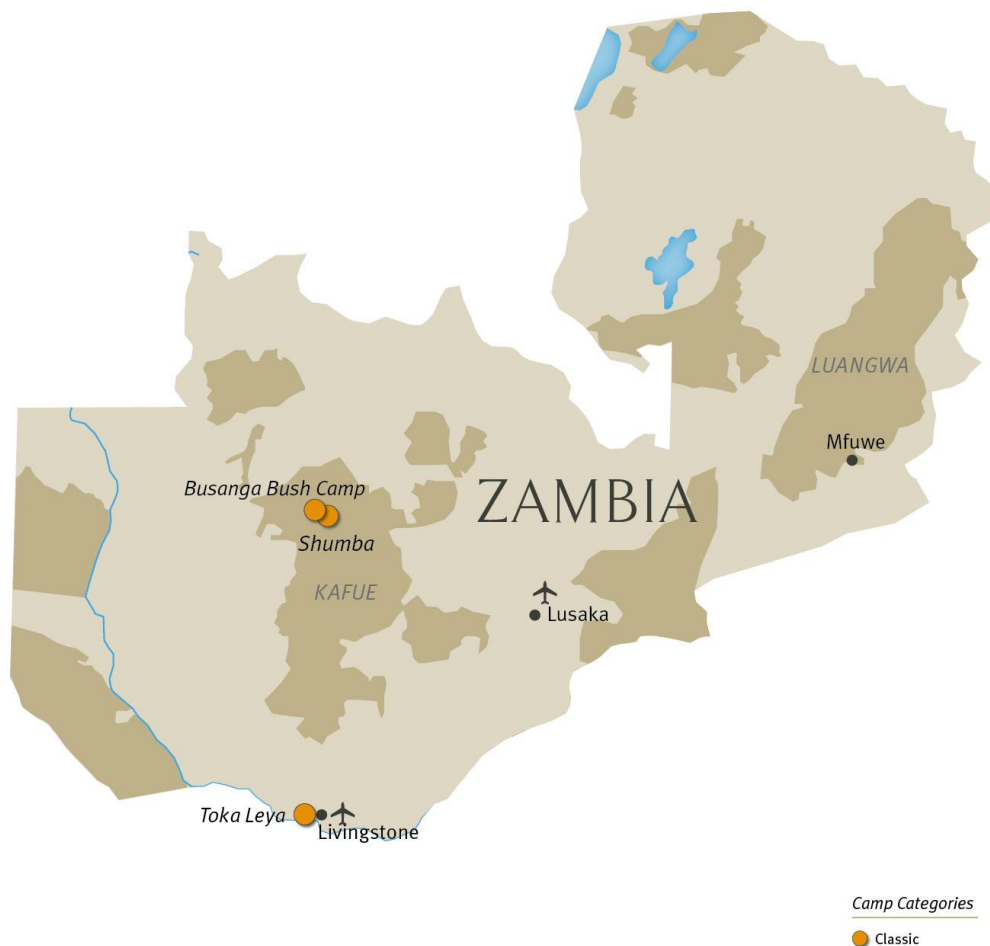 LUANGWA
Mfuwe
Busanga Bush Camp
ZAMBIA
Shumba
KAFUE
Lusaka
Toka Leya
Livingstone
Camp Categories
Classic